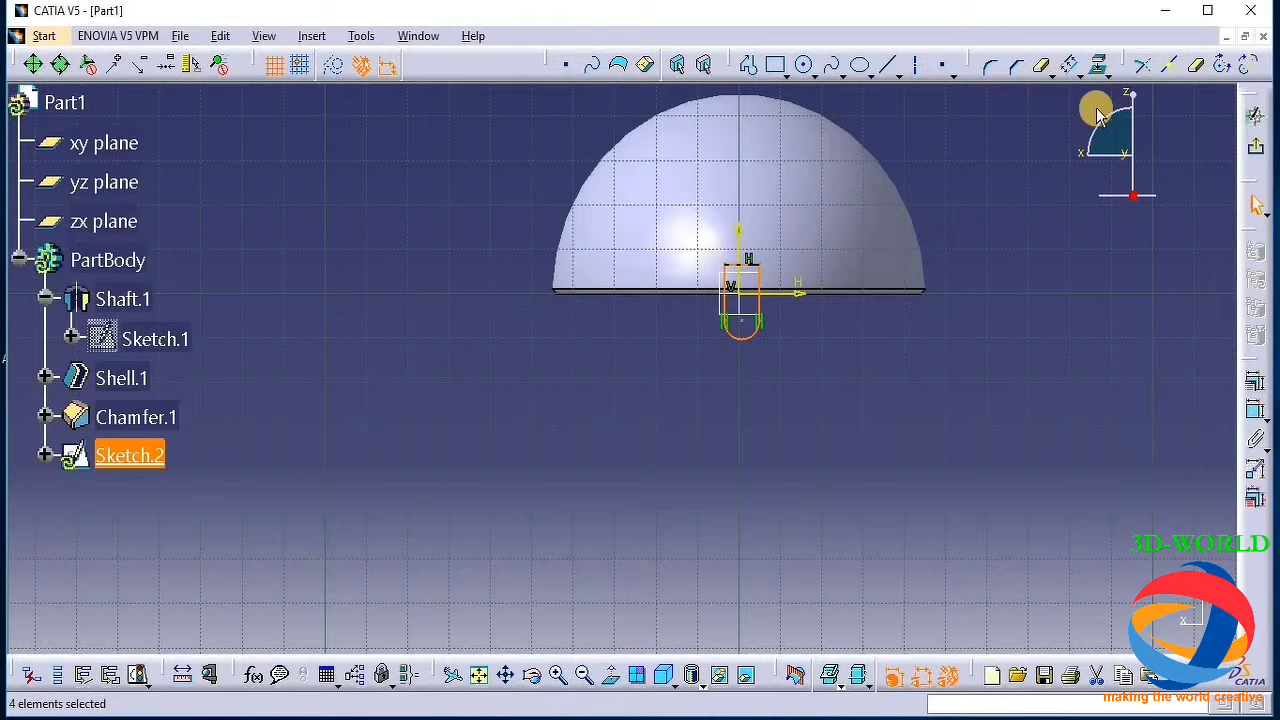 CATIA V5 - [Part1]
Start ENOVIA V5 VPM File Edit View Insert Tools Window Help
Part1
xy plane
yz plane
zx plane
PartBody
Shaft.1
Sketch.1
Shell.1
Chamfer.1
Sketch.2
z
x
y
H
V
H
3D-WORLD
x
CATIA
making the world creative
f(x)
4 elements selected